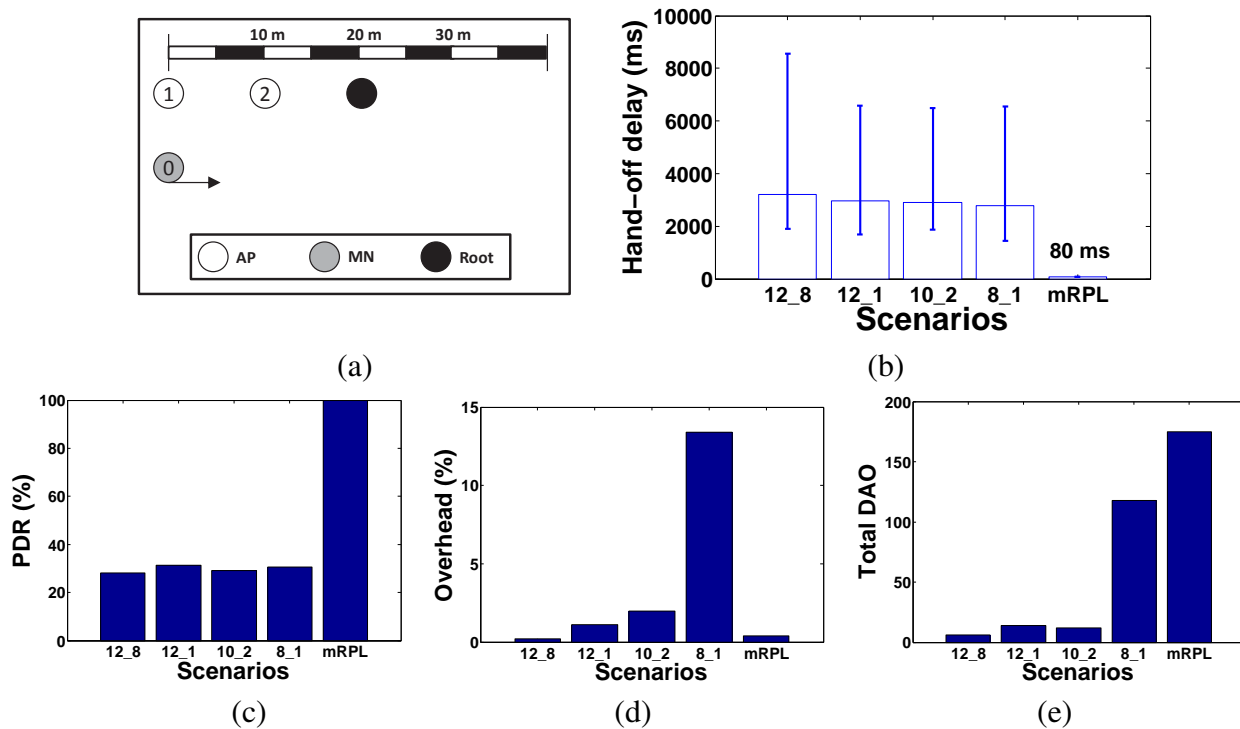 10 m 20 m 30 m
1 2
0
AP MN Root
(a)
Hand-off delay (ms)
10000
8000
6000
4000
2000
0
80 ms
12_8 12_1 10_2 8_1 mRPL
Scenarios
(b)
PDR (%)
100
80
60
40
20
0
12_8 12_1 10_2 8_1 mRPL
Scenarios
(c)
Overhead (%)
15
10
5
0
12_8 12_1 10_2 8_1 mRPL
Scenarios
(d)
Total DAO
200
150
100
50
0
12_8 12_1 10_2 8_1 mRPL
Scenarios
(e)